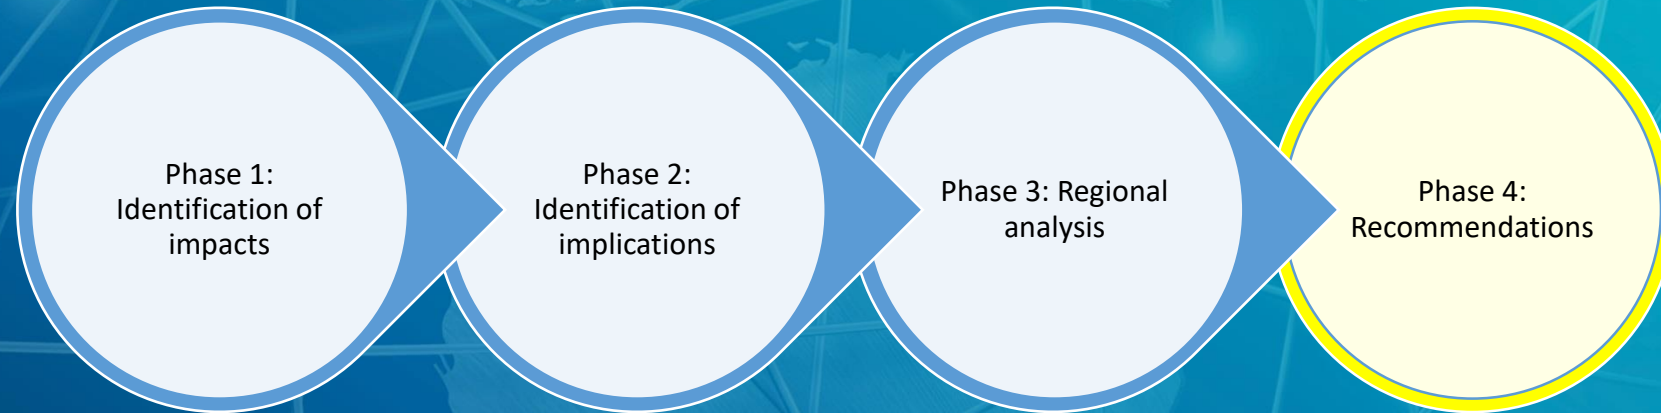 Phase 1:
Identification of
impacts
Phase 2:
Identification of
implications
Phase 3: Regional
analysis
Phase 4:
Recommendations